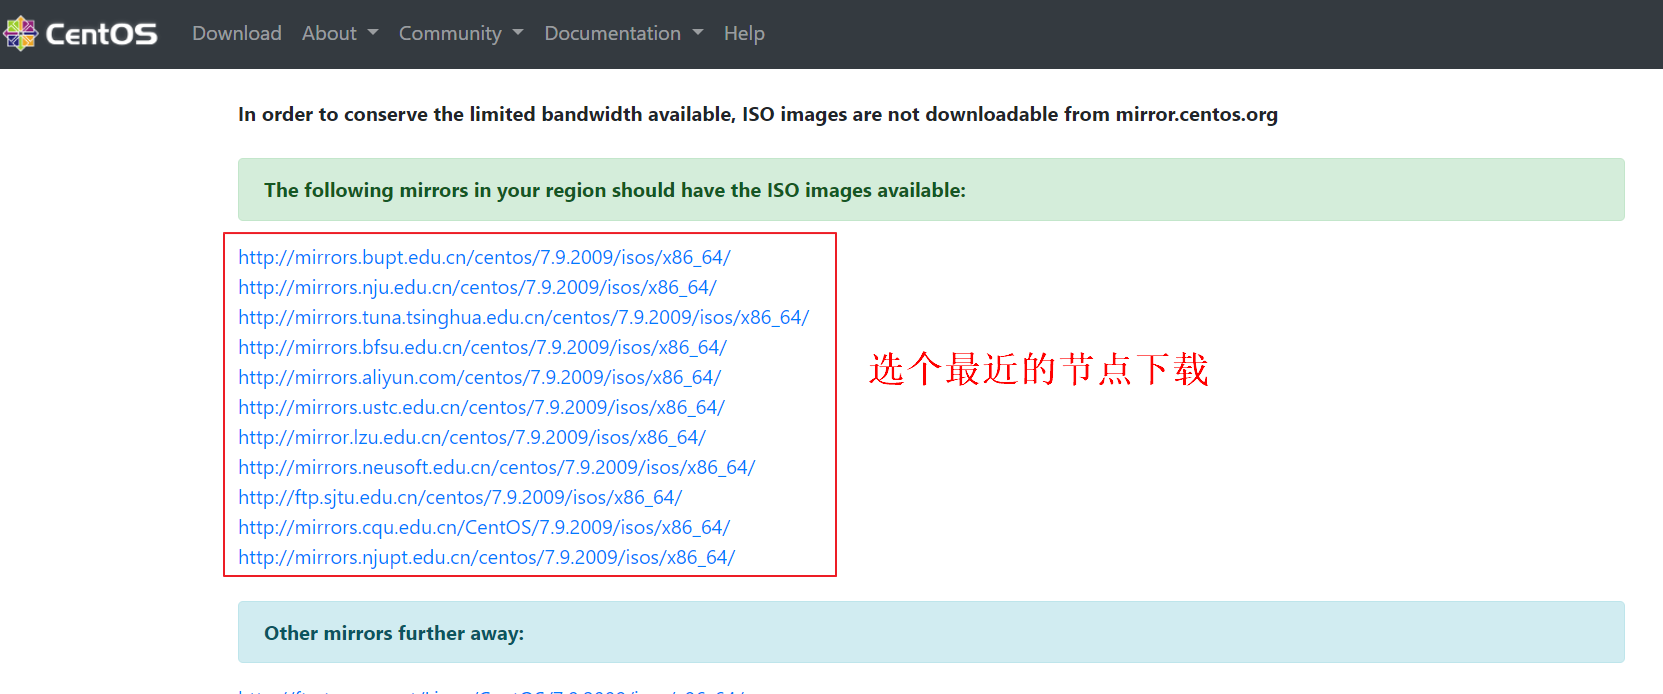 CentOS Download About Community Documentation Help
In order to conserve the limited bandwidth available, ISO images are not downloadable from mirror.centos.org
The following mirrors in your region should have the ISO images available:
http://mirrors.bupt.edu.cn/centos/7.9.2009/isos/x86_64/
http://mirrors.nju.edu.cn/centos/7.9.2009/isos/x86_64/
http://mirrors.tuna.tsinghua.edu.cn/centos/7.9.2009/isos/x86_64/
http://mirrors.bfsu.edu.cn/centos/7.9.2009/isos/x86_64/
http://mirrors.aliyun.com/centos/7.9.2009/isos/x86_64/
http://mirrors.ustc.edu.cn/centos/7.9.2009/isos/x86_64/
http://mirror.lzu.edu.cn/centos/7.9.2009/isos/x86_64/
http://mirrors.neusoft.edu.cn/centos/7.9.2009/isos/x86_64/
http://ftp.sjtu.edu.cn/centos/7.9.2009/isos/x86_64/
http://mirrors.cqu.edu.cn/CentOS/7.9.2009/isos/x86_64/
http://mirrors.njupt.edu.cn/centos/7.9.2009/isos/x86_64/
选个最近的节点下载
Other mirrors further away: